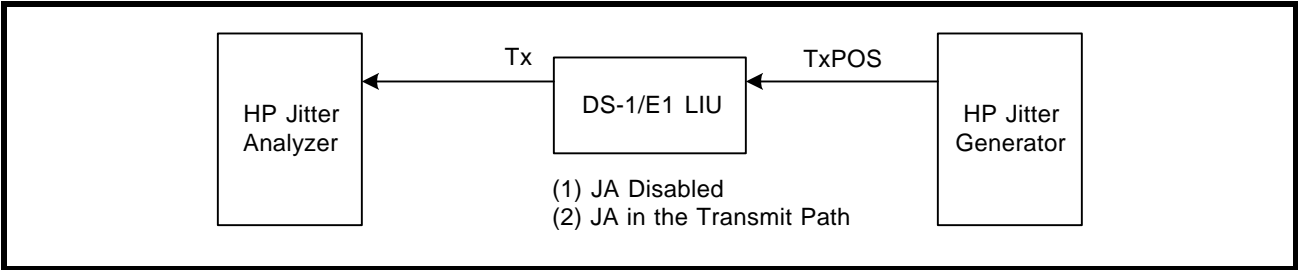 Tx
TxPOS
HP Jitter
Analyzer
DS-1/E1 LIU
HP Jitter
Generator
(1) JA Disabled
(2) JA in the Transmit Path